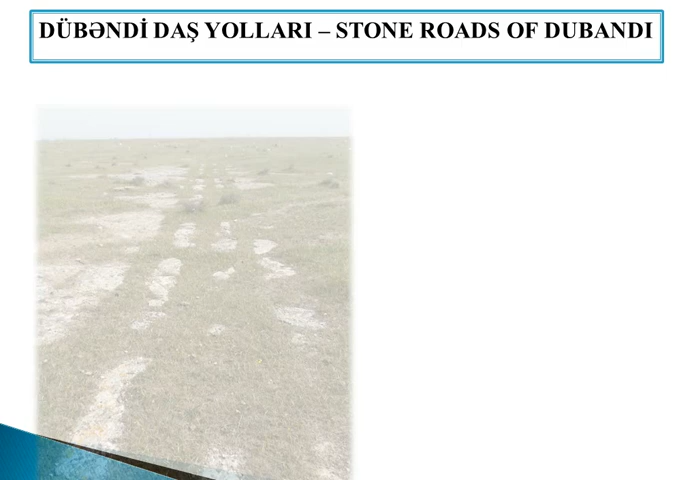 DÜBƏNDİ DAŞ YOLLARI – STONE ROADS OF DUBANDI